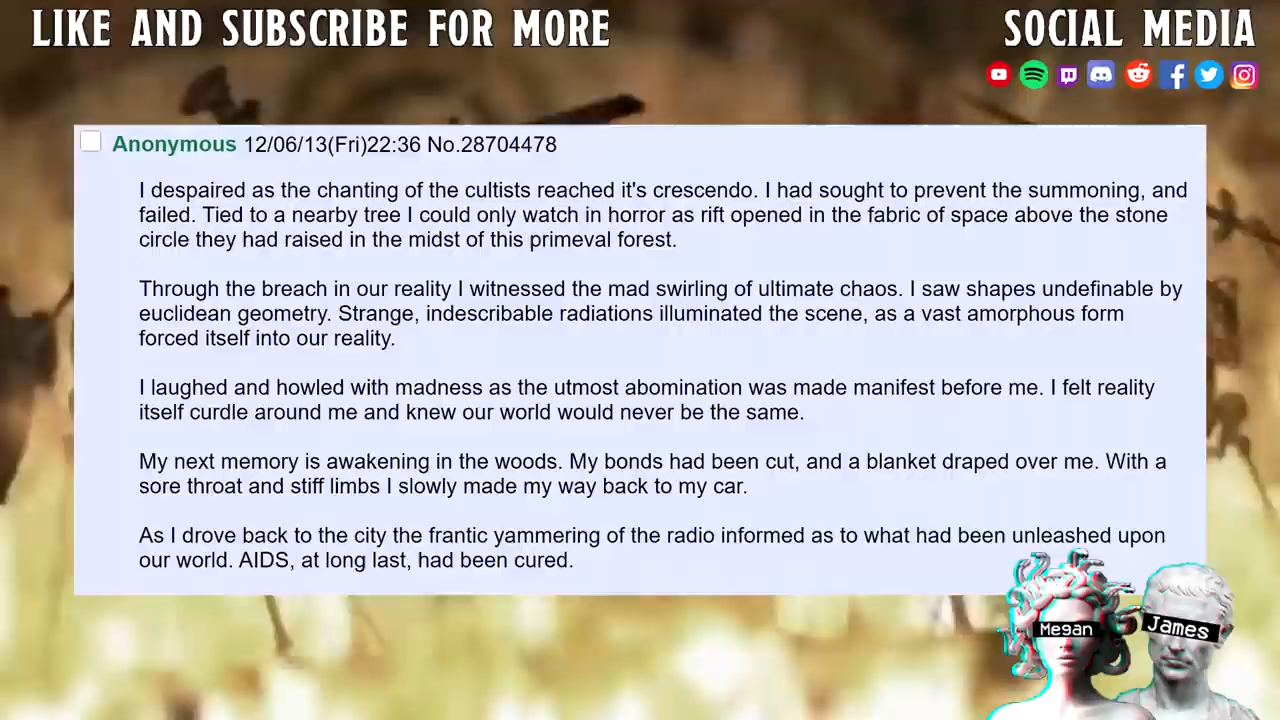 LIKE AND SUBSCRIBE FOR MORE
SOCIAL MEDIA
Anonymous 12/06/13(Fri)22:36 No.28704478
I despaired as the chanting of the cultists reached it's crescendo. I had sought to prevent the summoning, and
failed. Tied to a nearby tree I could only watch in horror as rift opened in the fabric of space above the stone
circle they had raised in the midst of this primeval forest.
Through the breach in our reality I witnessed the mad swirling of ultimate chaos. I saw shapes undefinable by
euclidean geometry. Strange, indescribable radiations illuminated the scene, as a vast amorphous form
forced itself into our reality.
I laughed and howled with madness as the utmost abomination was made manifest before me. I felt reality
itself curdle around me and knew our world would never be the same.
My next memory is awakening in the woods. My bonds had been cut, and a blanket draped over me. With a
sore throat and stiff limbs I slowly made my way back to my car.
As I drove back to the city the frantic yammering of the radio informed as to what had been unleashed upon
our world. AIDS, at long last, had been cured.
Megan
James